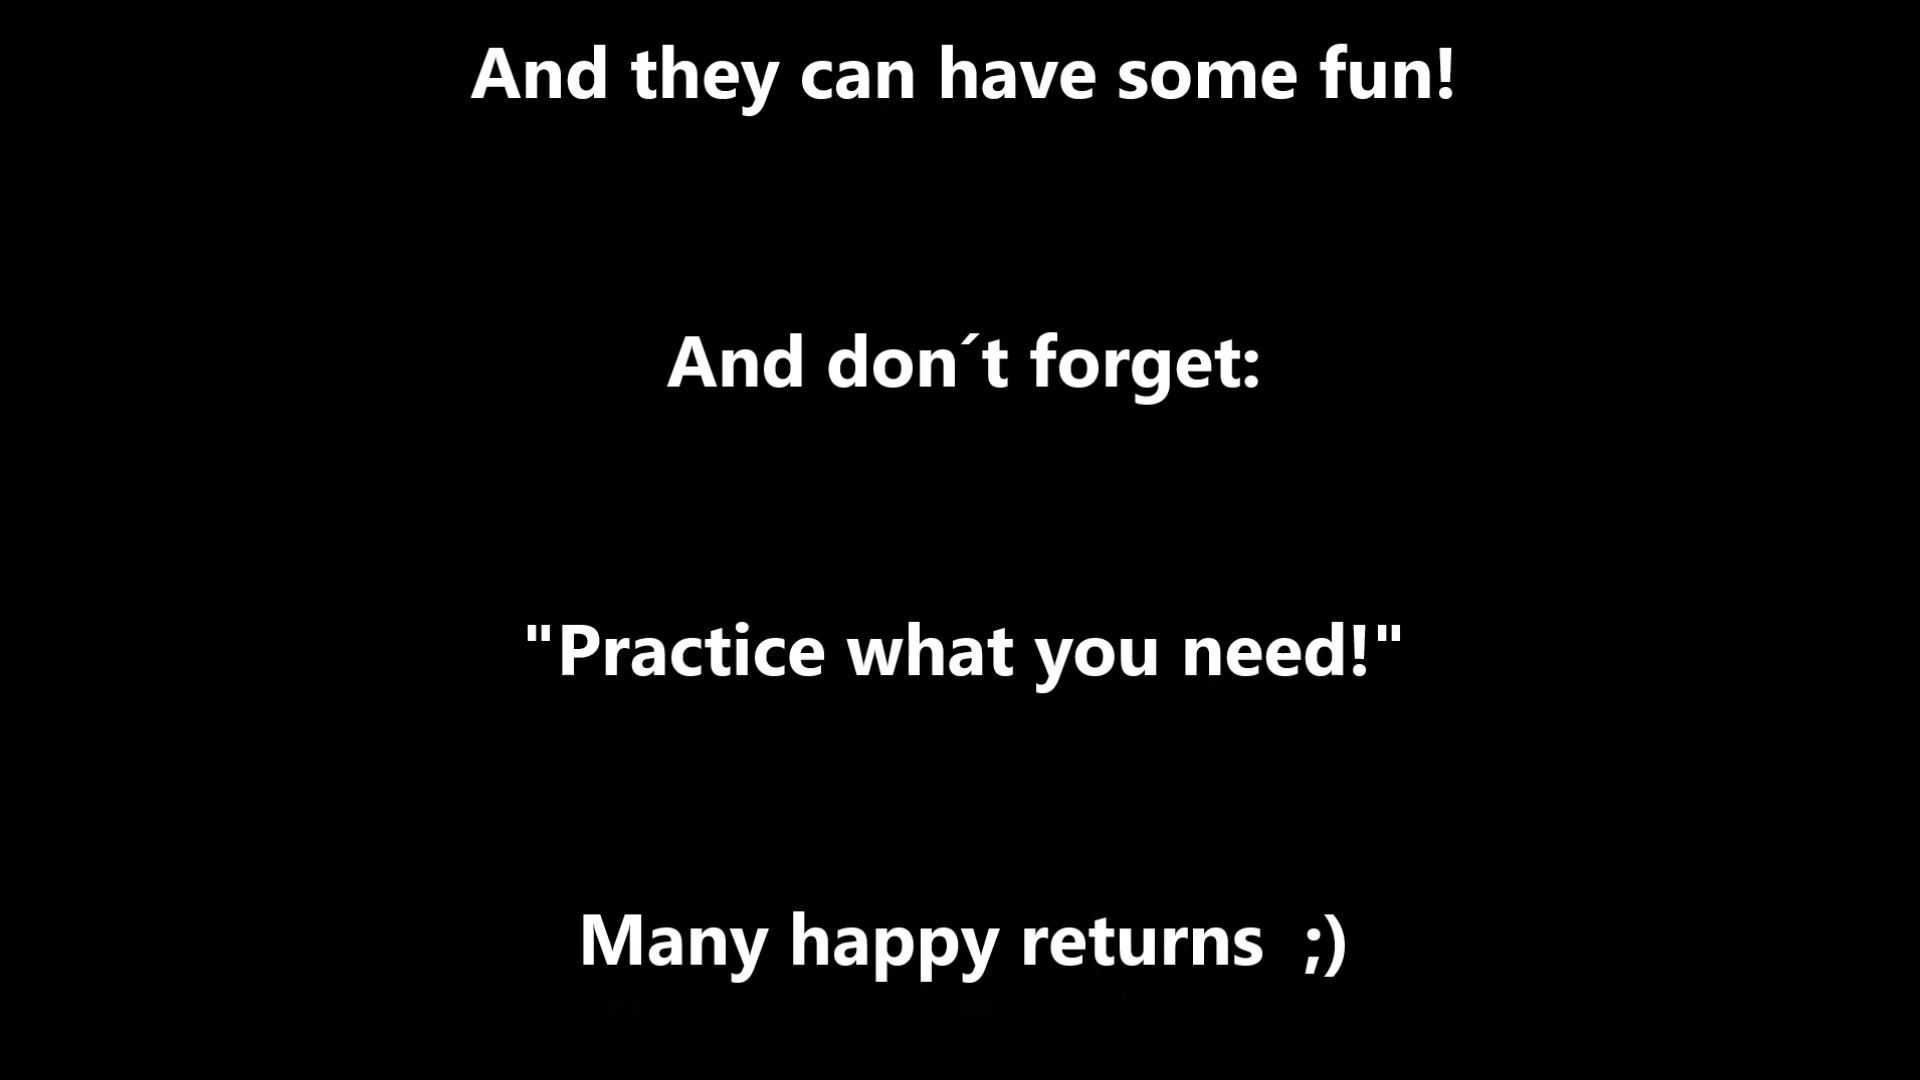 And they can have some fun!
And don´t forget:
"Practice what you need!"
Many happy returns  ;)